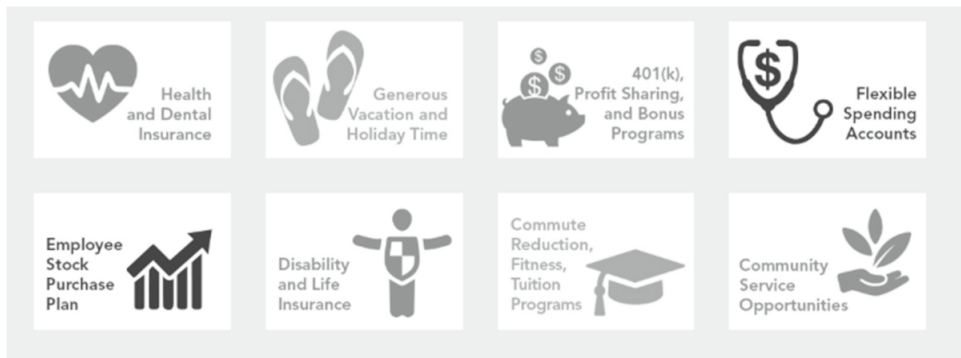 Health
and Dental
Insurance
Generous
Vacation and
Holiday Time
$
$
$
401(k),
Profit Sharing,
and Bonus
Programs
$
Flexible
Spending
Accounts
Employee
Stock
Purchase
Plan
Disability
and Life
Insurance
Commute
Reduction,
Fitness,
Tuition
Programs
Community
Service
Opportunities